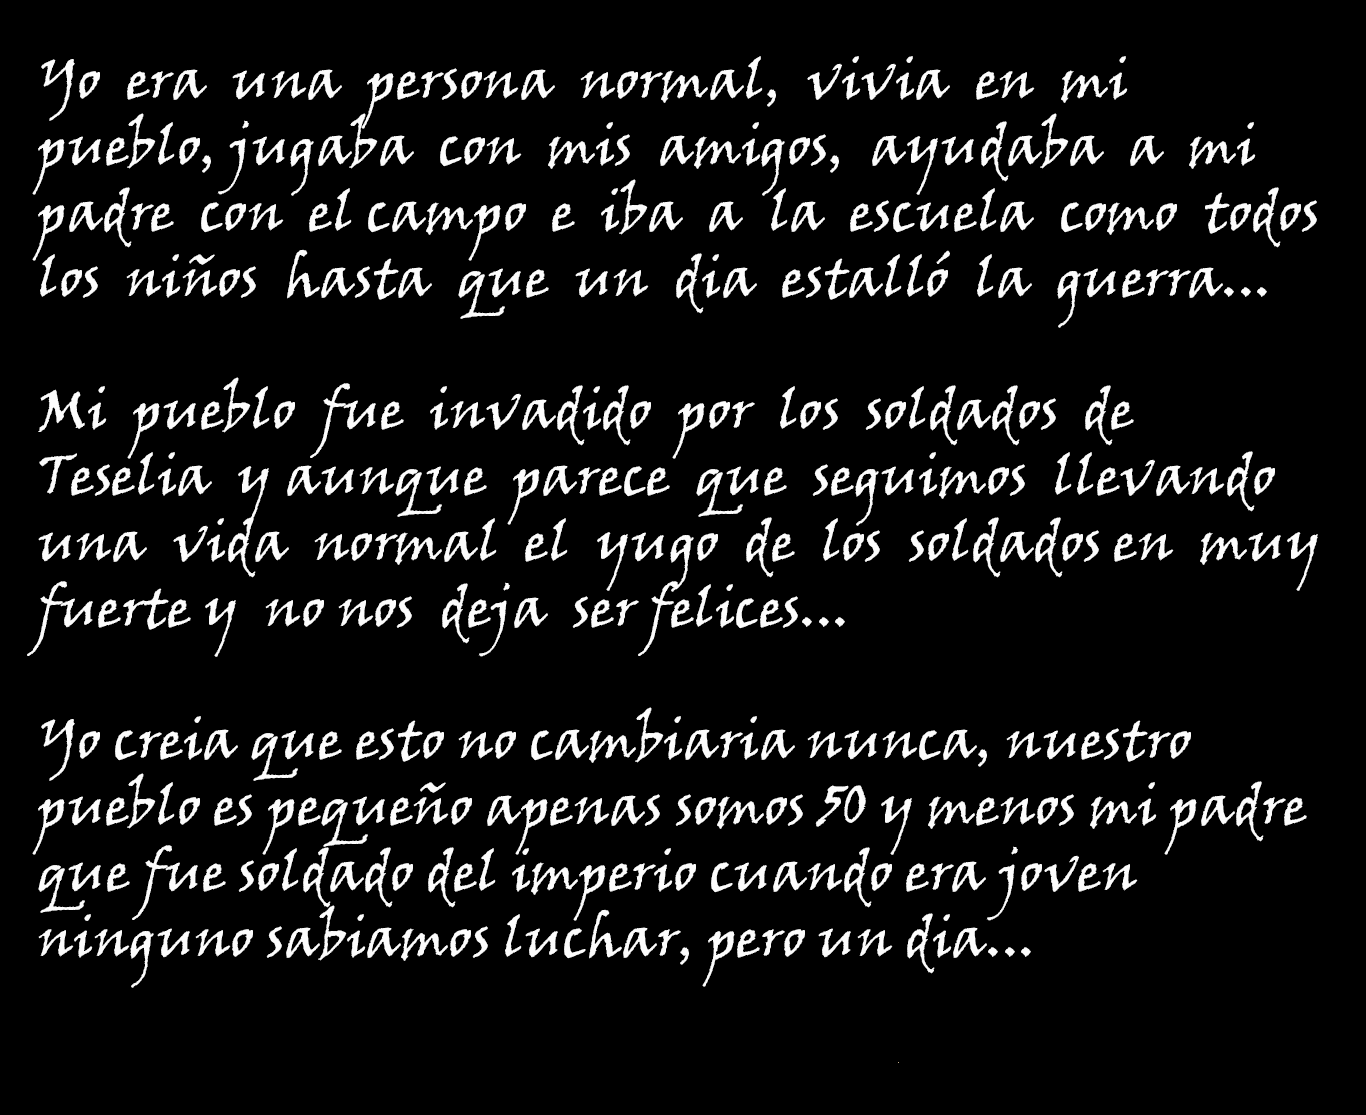 Yo era una persona normal, vivia en mi
pueblo, jugaba con mis amigos, ayudaba a mi
padre con el campo e iba a la escuela como todos
los niños hasta que un dia estalló la guerra...
Mi pueblo fue invadido por los soldados de
Teselia y aunque parece que seguimos llevando
una vida normal el yugo de los soldados en muy
fuerte y no nos deja ser felices...
Yo creia que esto no cambiaria nunca, nuestro
pueblo es pequeño apenas somos 50 y menos mi padre
que fue soldado del imperio cuando era joven
ninguno sabiamos luchar, pero un dia...